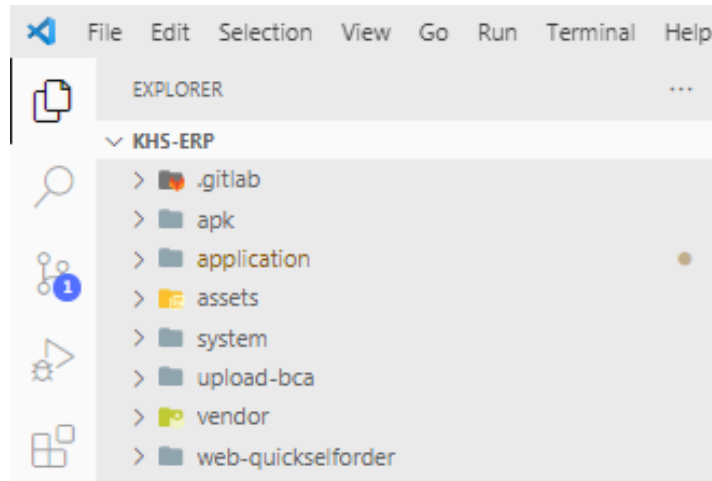 File Edit Selection View Go Run Terminal Help
EXPLORER
KHS-ERP
.gitlab
apk
application
assets
1
system
upload-bca
vendor
web-quickselforder